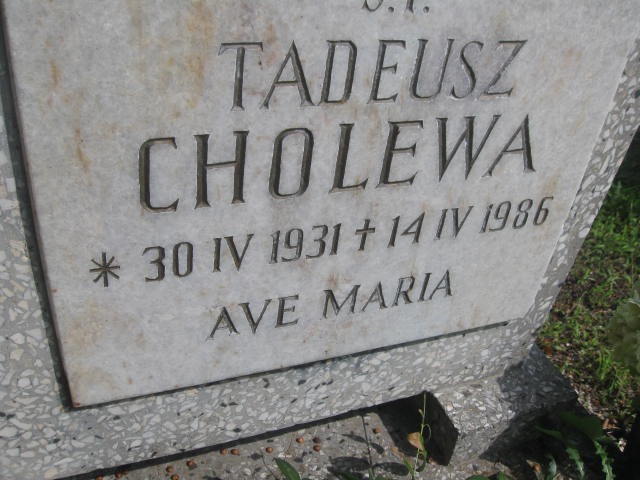 TADEUSZ
CHOLEWA
* 30 IV 1931 + 14 IV 1986
AVE MARIA